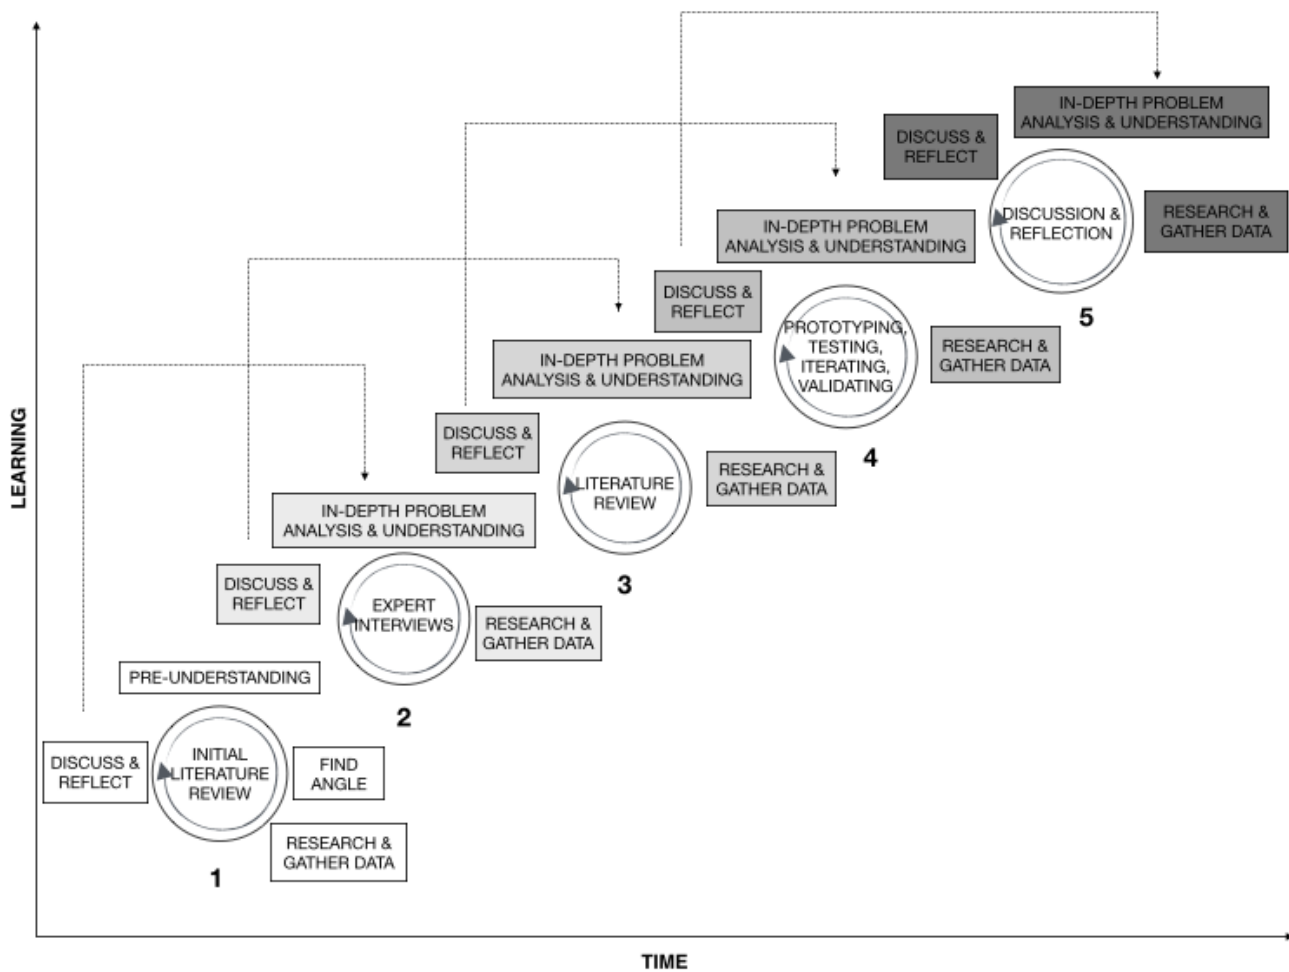 IN-DEPTH PROBLEM
ANALYSIS & UNDERSTANDING
DISCUSS &
REFLECT
DISCUSSION &
REFLECTION
RESEARCH &
GATHER DATA
5
IN-DEPTH PROBLEM
ANALYSIS & UNDERSTANDING
DISCUSS &
REFLECT
PROTOTYPING,
TESTING,
ITERATING,
VALIDATING
RESEARCH &
GATHER DATA
4
IN-DEPTH PROBLEM
ANALYSIS & UNDERSTANDING
DISCUSS &
REFLECT
LITERATURE
REVIEW
RESEARCH &
GATHER DATA
3
IN-DEPTH PROBLEM
ANALYSIS & UNDERSTANDING
DISCUSS &
REFLECT
EXPERT
INTERVIEWS
RESEARCH &
GATHER DATA
2
PRE-UNDERSTANDING
DISCUSS &
REFLECT
INITIAL
LITERATURE
REVIEW
FIND
ANGLE
RESEARCH &
GATHER DATA
1
LEARNING
TIME